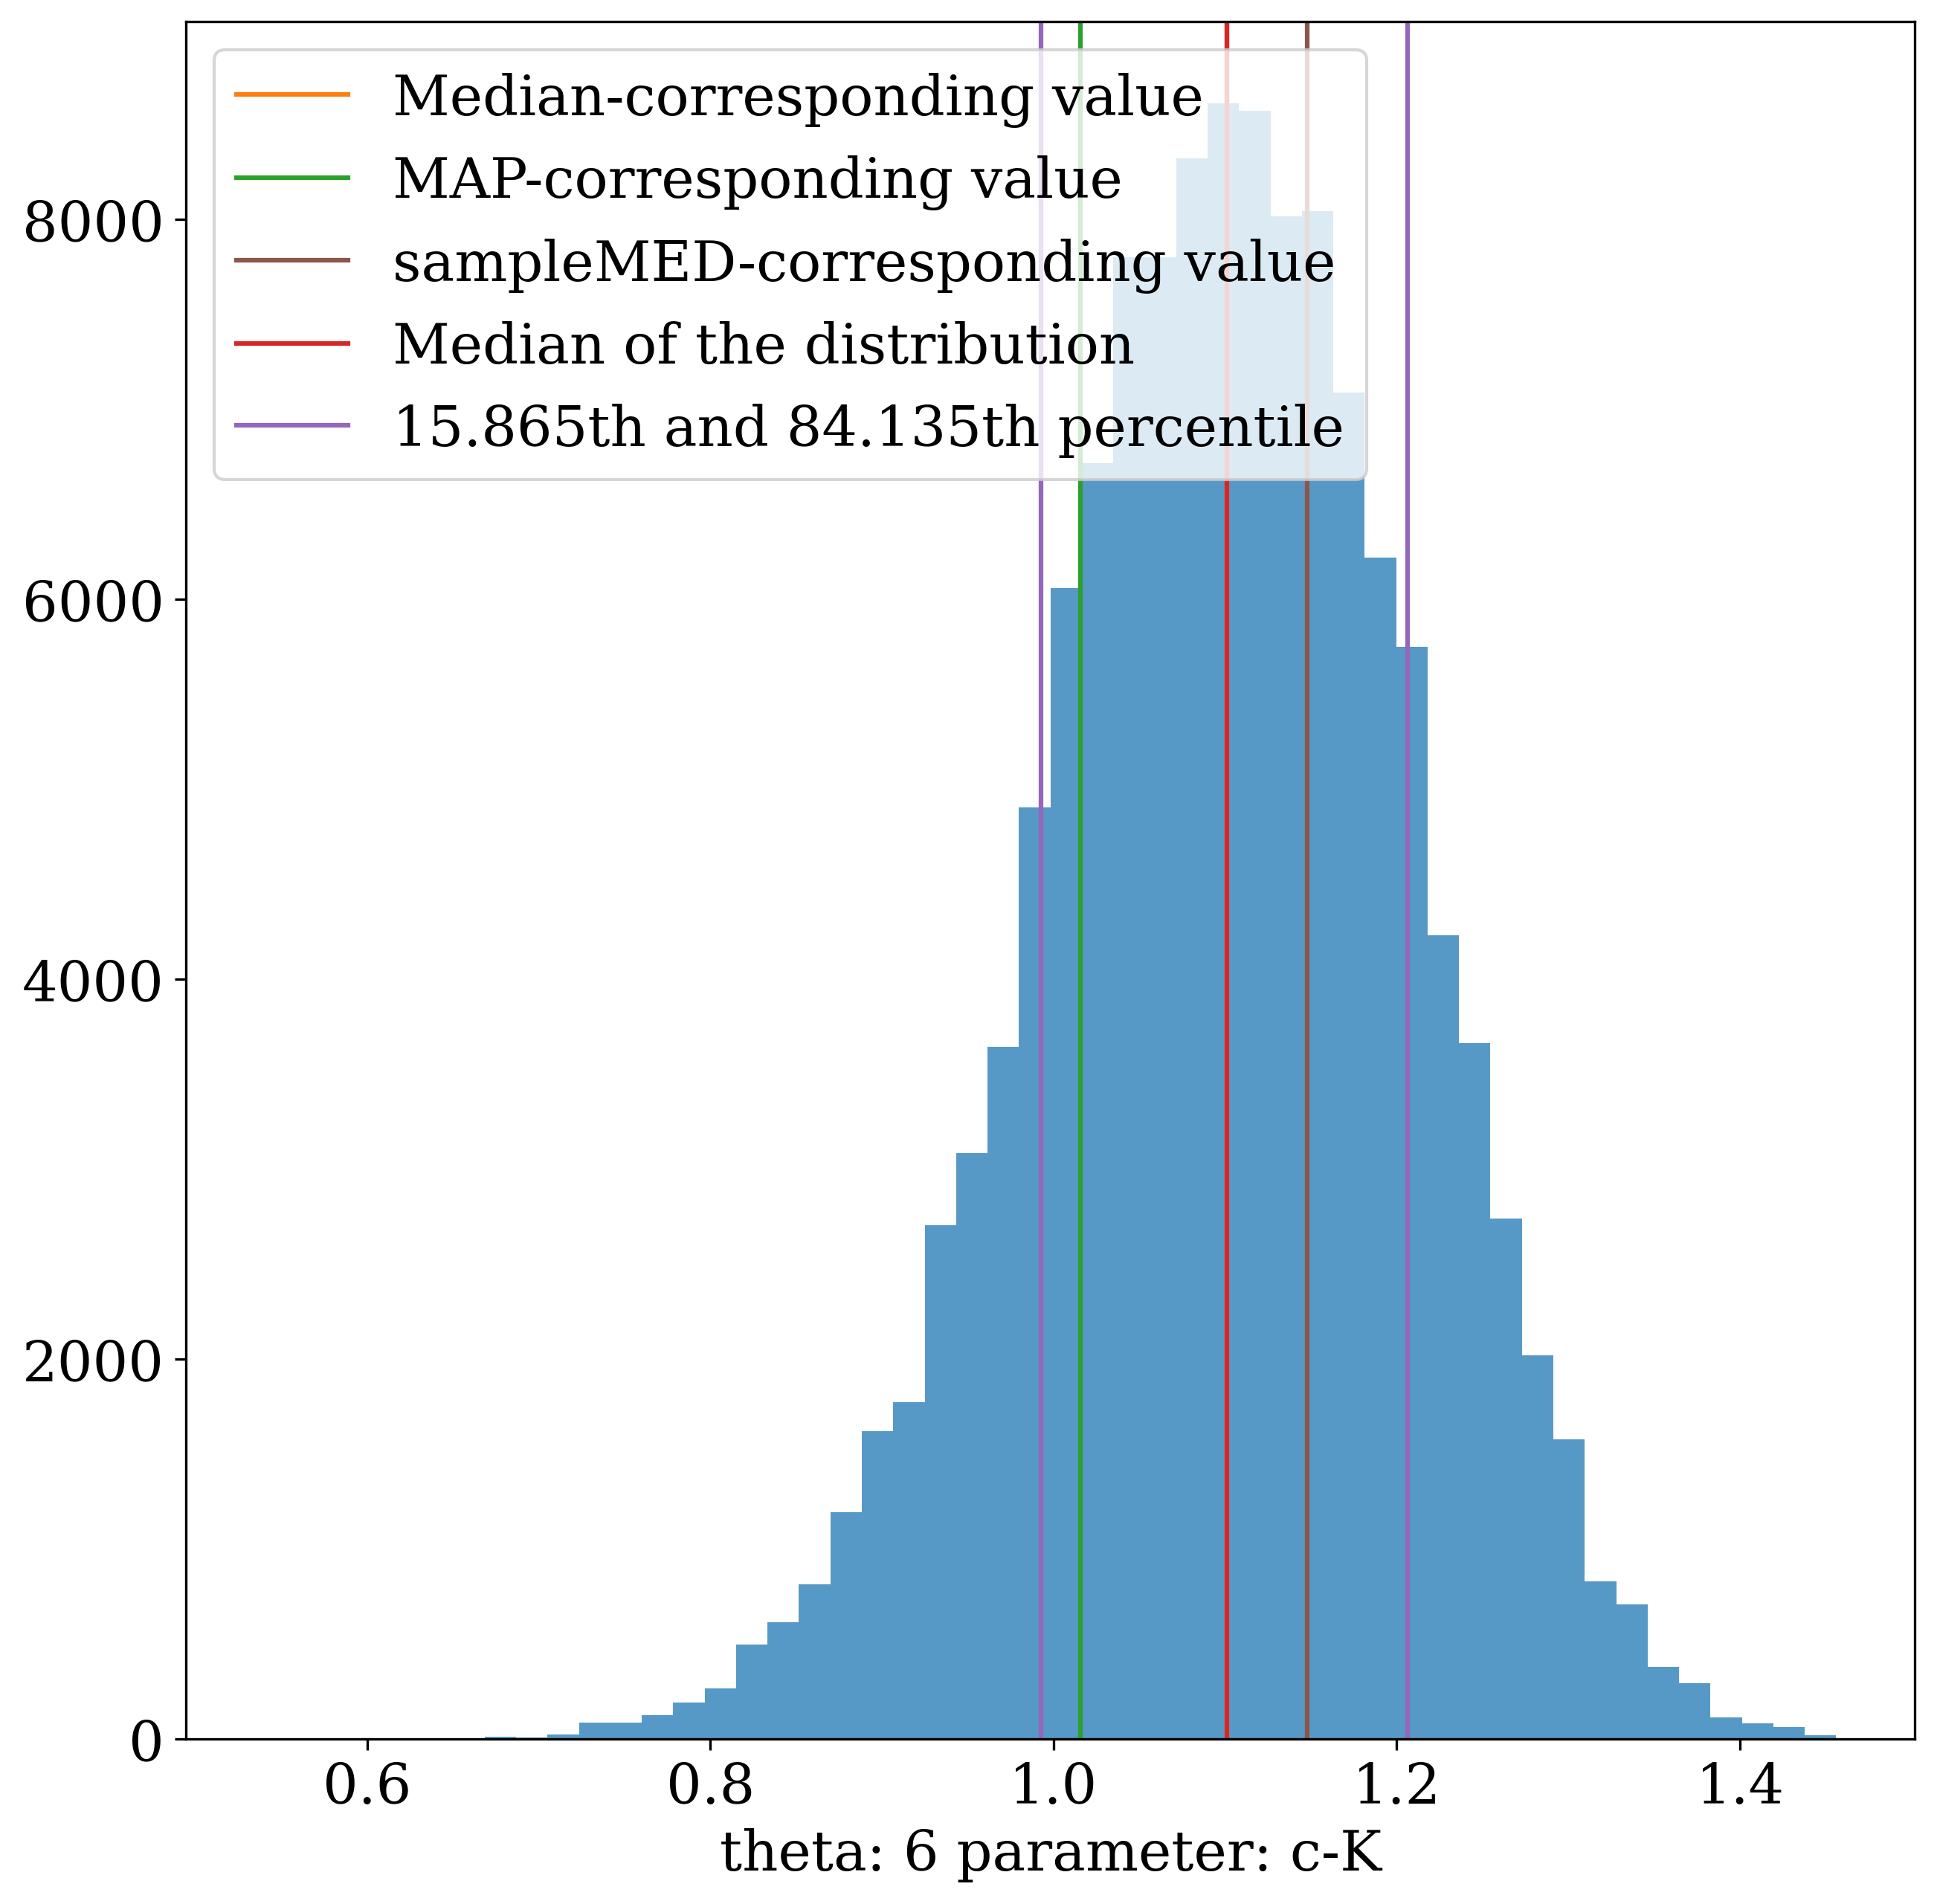 Median-corresponding value
MAP-corresponding value
sampleMED-corresponding value
Median of the distribution
15.865th and 84.135th percentile
8000
6000
4000
2000
0
0.6 0.8 1.0 1.2 1.4
theta: 6 parameter: c-K